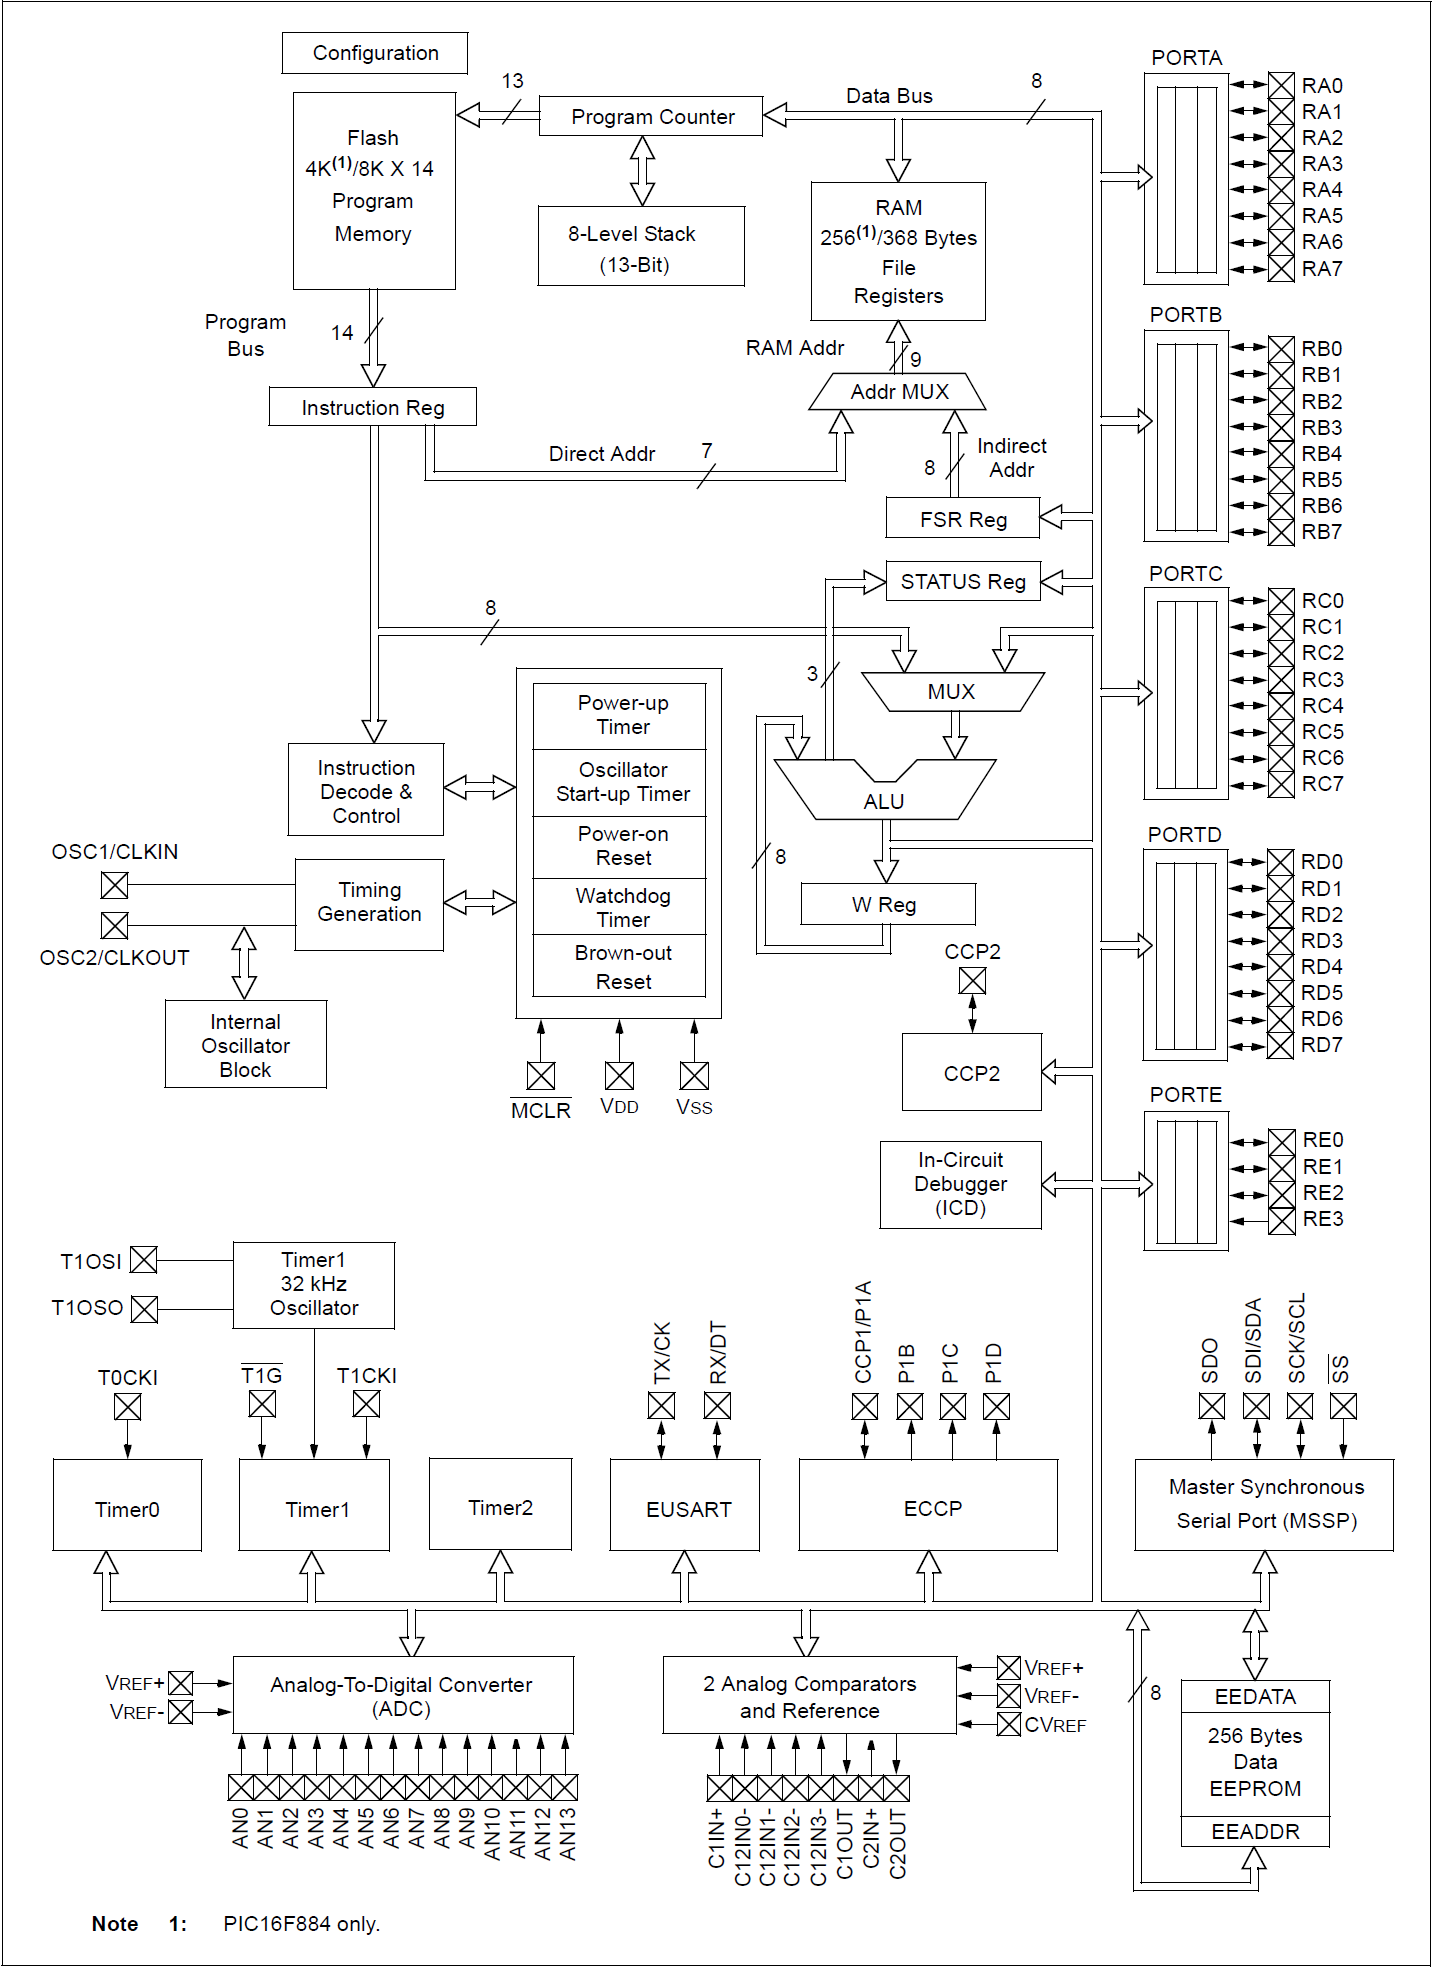 Configuration
Flash
4K(1)/8K X 14
Program
Memory
13
Program Counter
8-Level Stack
(13-Bit)
Data Bus
8
RAM
256(1)/368 Bytes
File
Registers
Program
Bus
14
RAM Addr
9
Addr MUX
Instruction Reg
Direct Addr
7
8
Indirect
Addr
FSR Reg
STATUS Reg
8
3
MUX
ALU
8
W Reg
Instruction
Decode &
Control
Power-up
Timer
Oscillator
Start-up Timer
Power-on
Reset
Watchdog
Timer
Brown-out
Reset
OSC1/CLKIN
OSC2/CLKOUT
Timing
Generation
Internal
Oscillator
Block
MCLR
VDD
VSS
CCP2
CCP2
In-Circuit
Debugger
(ICD)
PORTA
RA0
RA1
RA2
RA3
RA4
RA5
RA6
RA7
PORTB
RB0
RB1
RB2
RB3
RB4
RB5
RB6
RB7
PORTC
RC0
RC1
RC2
RC3
RC4
RC5
RC6
RC7
PORTD
RD0
RD1
RD2
RD3
RD4
RD5
RD6
RD7
PORTE
RE0
RE1
RE2
RE3
T1OSI
T1OSO
Timer1
32 kHz
Oscillator
T0CKI
T1G
T1CKI
TX/CK
RX/DT
CCP1/P1A
P1B
P1C
P1D
SDO
SDI/SDA
SCK/SCL
SS
Timer0
Timer1
Timer2
EUSART
ECCP
Master Synchronous
Serial Port (MSSP)
VREF+
VREF-
Analog-To-Digital Converter
(ADC)
AN0
AN1
AN2
AN3
AN4
AN5
AN6
AN7
AN8
AN9
AN10
AN11
AN12
AN13
2 Analog Comparators
and Reference
VREF+
VREF-
CVREF
C1IN+
C12IN0-
C12IN1-
C12IN2-
C12IN3-
C1OUT
C2IN+
C2OUT
8
EEDATA
256 Bytes
Data
EEPROM
EEADDR
Note 1: PIC16F884 only.